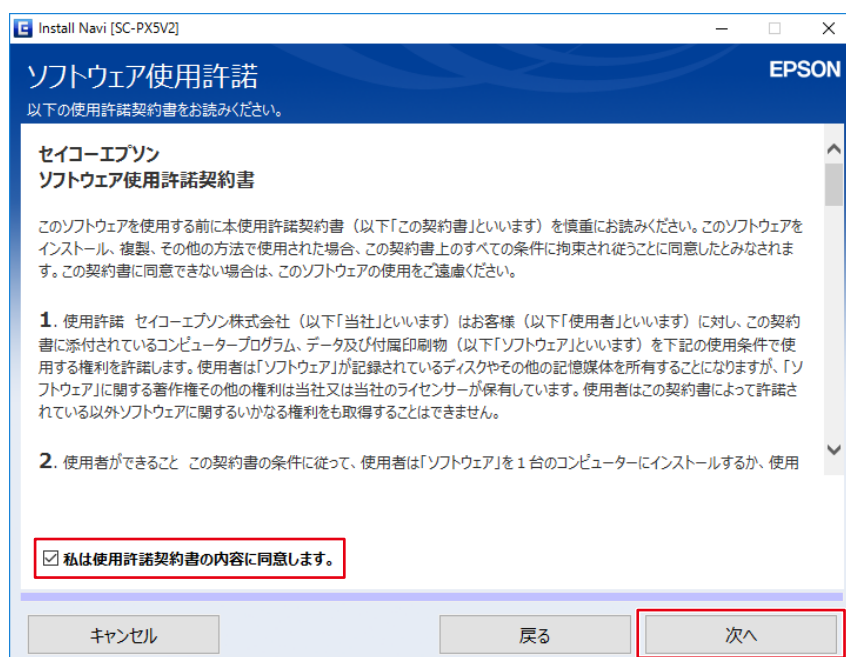 Install Navi [SC-PX5V2]
ソフトウェア使用許諾
EPSON
以下の使用許諾契約書をお読みください。
セイコーエプソン
ソフトウェア使用許諾契約書
このソフトウェアを使用する前に本使用許諾契約書（以下「この契約書」といいます）を慎重にお読みください。このソフトウェアを
インストール、複製、その他の方法で使用された場合、この契約書上のすべての条件に拘束され従うことに同意したとみなされま
す。この契約書に同意できない場合は、このソフトウェアの使用をご遠慮ください。
1. 使用許諾 セイコーエプソン株式会社（以下「当社」といいます）はお客様（以下「使用者」といいます）に対し、この契約
書に添付されているコンピュータープログラム、データ及び付属印刷物（以下「ソフトウェア」といいます）を下記の使用条件で使
用する権利を許諾します。使用者は「ソフトウェア」が記録されているディスクやその他の記憶媒体を所有することになりますが、「ソ
フトウェア」に関する著作権その他の権利は当社又は当社のライセンサーが保有しています。使用者はこの契約書によって許諾さ
れている以外ソフトウェアに関するいかなる権利をも取得することはできません。
2. 使用者ができること この契約書の条件に従って、使用者は「ソフトウェア」を１台のコンピューターにインストールするか、使用
私は使用許諾契約書の内容に同意します。
キャンセル
戻る
次へ